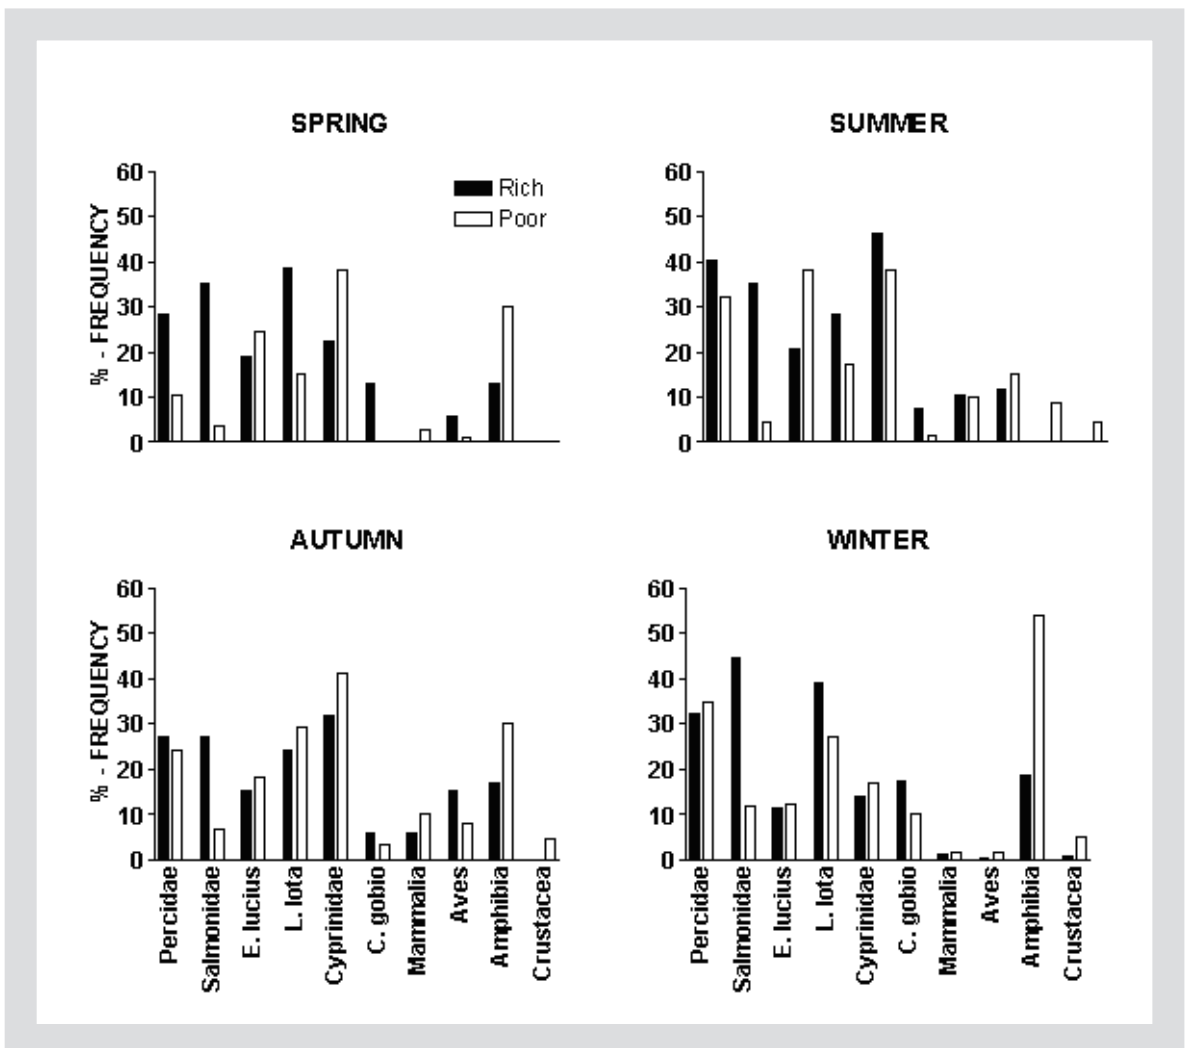 SPRING
60
50
40
30
20
10
0
% - FREQUENCY
Rich
Poor
SUMMER
60
50
40
30
20
10
0
AUTUMN
60
50
40
30
20
10
0
% - FREQUENCY
Percidae
Salmonidae
E. lucius
L. lota
Cyprinidae
C. gobio
Mammalia
Aves
Amphibia
Crustacea
WINTER
60
50
40
30
20
10
0
Percidae
Salmonidae
E. lucius
L. lota
Cyprinidae
C. gobio
Mammalia
Aves
Amphibia
Crustacea